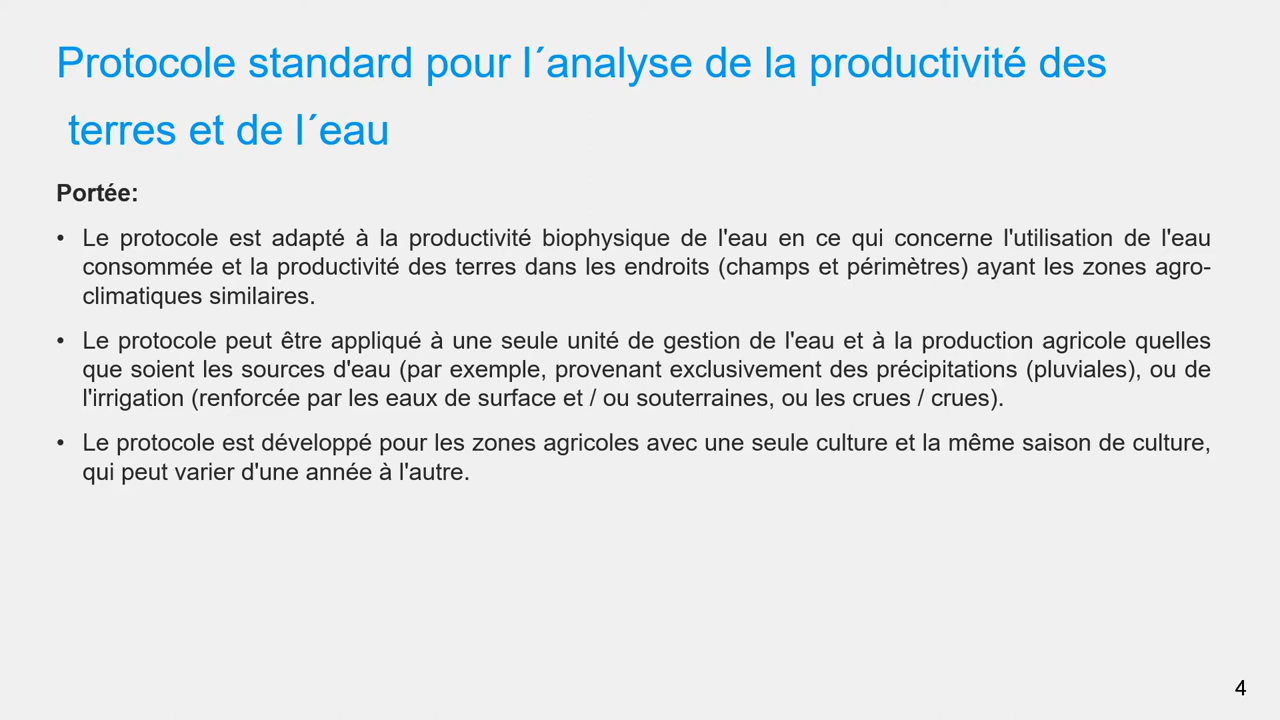 Protocole standard pour l´analyse de la productivité des
terres et de l´eau
Portée:
• Le protocole est adapté à la productivité biophysique de l'eau en ce qui concerne l'utilisation de l'eau
consommée et la productivité des terres dans les endroits (champs et périmètres) ayant les zones agro-
climatiques similaires.
• Le protocole peut être appliqué à une seule unité de gestion de l'eau et à la production agricole quelles
que soient les sources d'eau (par exemple, provenant exclusivement des précipitations (pluviales), ou de
l'irrigation (renforcée par les eaux de surface et / ou souterraines, ou les crues / crues).
• Le protocole est développé pour les zones agricoles avec une seule culture et la même saison de culture,
qui peut varier d'une année à l'autre.
4